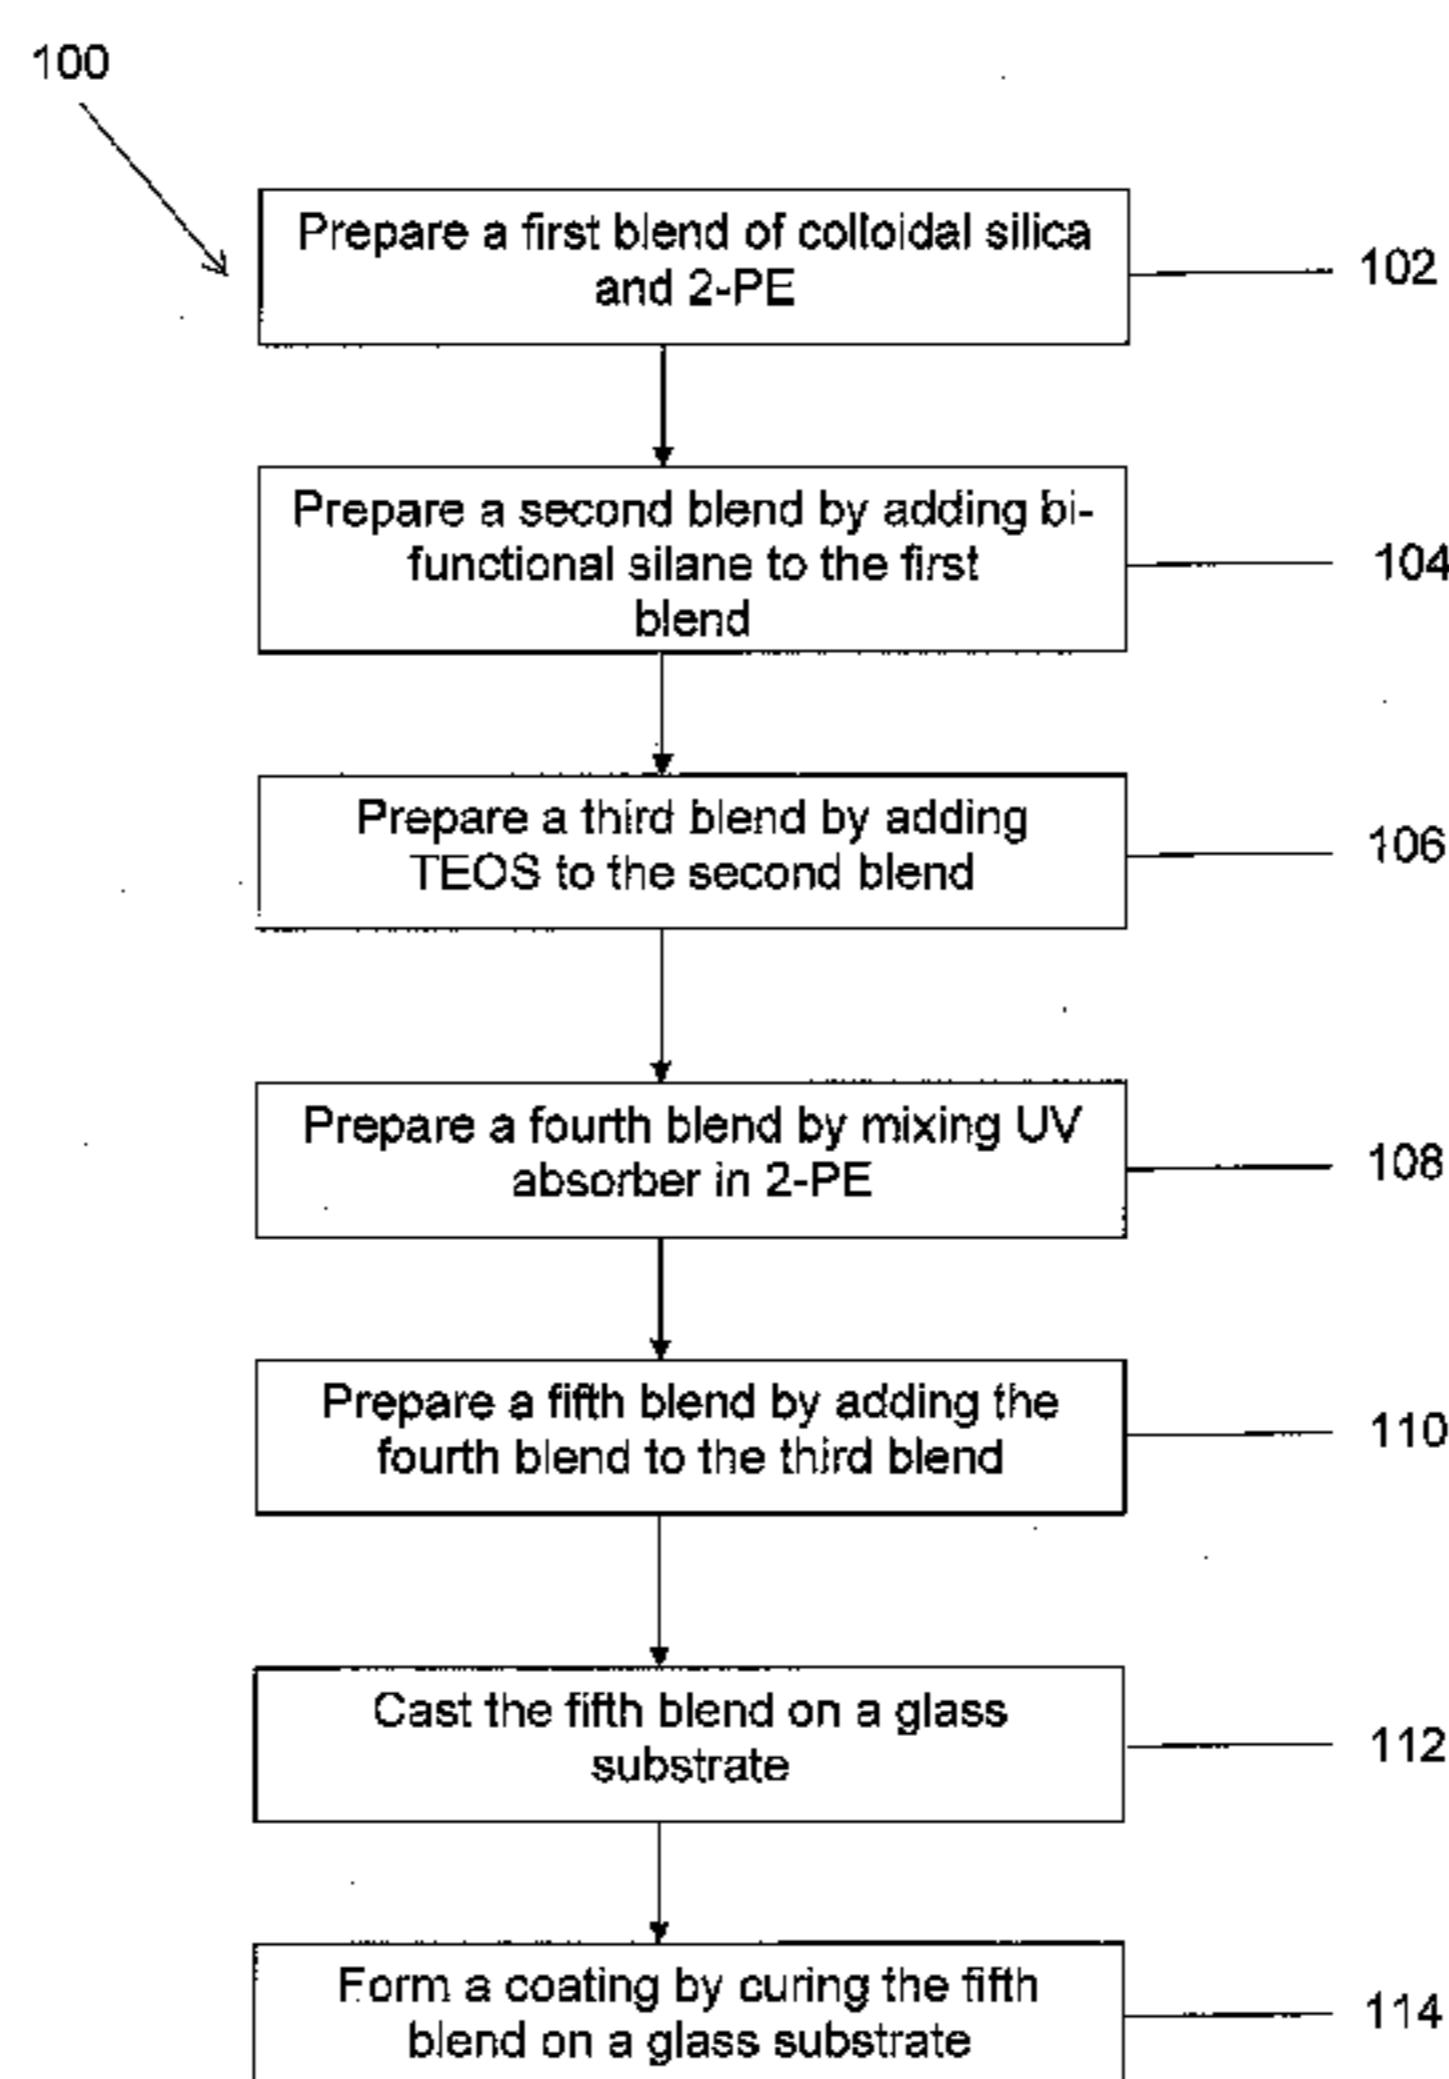 100
Prepare a first blend of colloidal silica
and 2-PE
102
Prepare a second blend by adding bi-
functional silane to the first
blend
104
Prepare a third blend by adding
TEOS to the second blend
106
Prepare a fourth blend by mixing UV
absorber in 2-PE
108
Prepare a fifth blend by adding the
fourth blend to the third blend
110
Cast the fifth blend on a glass
substrate
112
Form a coating by curing the fifth
blend on a glass substrate
114